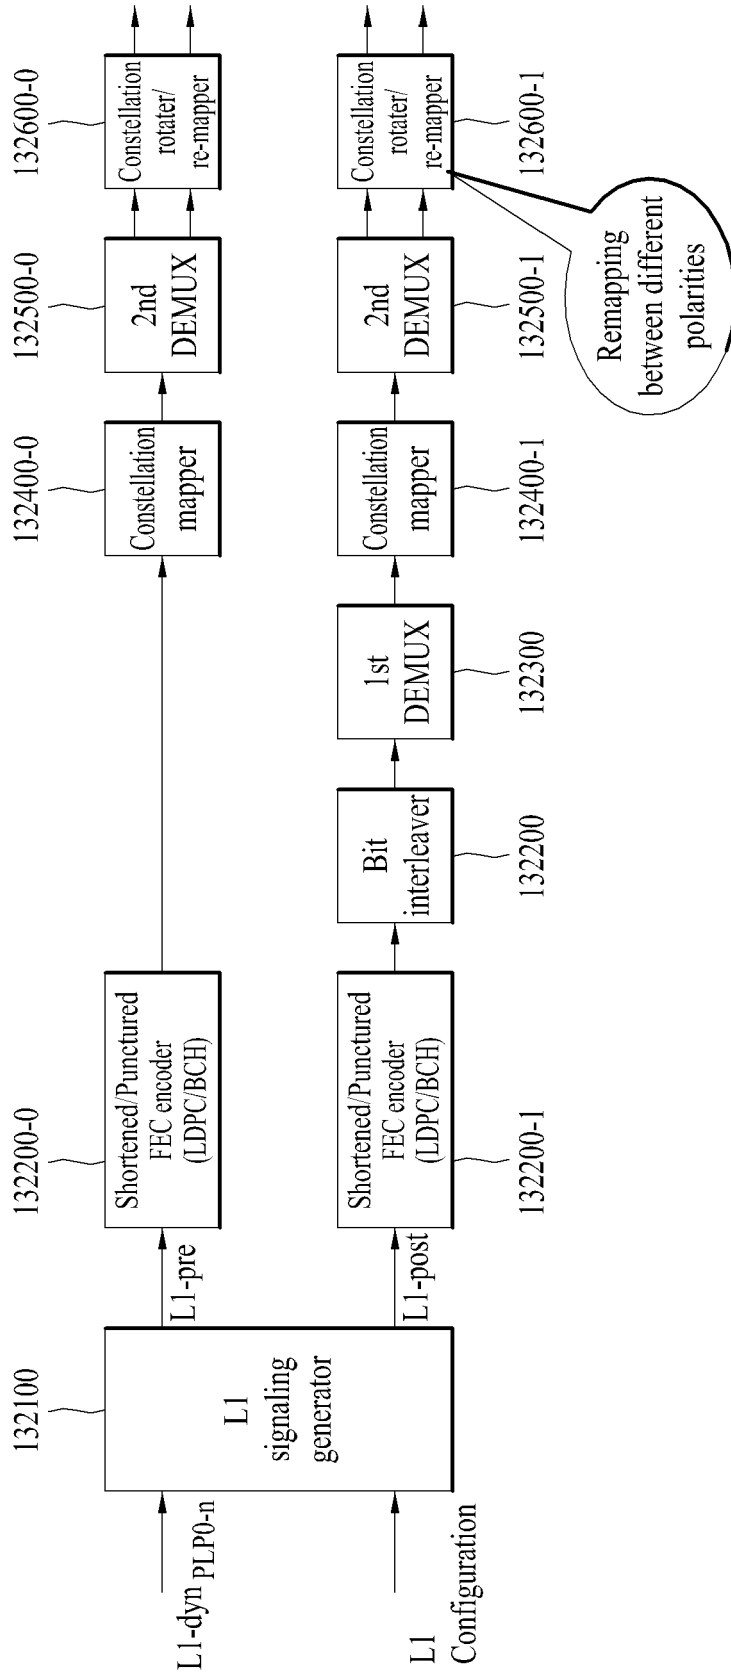 132100
132200-0
132400-0
132500-0
132600-0
L1-dyn PLP0-n
L1
Configuration
L1
signaling
generator
L1-pre
Shortened/Punctured
FEC encoder
(LDPC/BCH)
Constellation
mapper
2nd
DEMUX
Constellation
rotater/
re-mapper
L1-post
Shortened/Punctured
FEC encoder
(LDPC/BCH)
Bit
interleaver
1st
DEMUX
Constellation
mapper
2nd
DEMUX
Constellation
rotater/
re-mapper
132200-1
132200
132300
132400-1
132500-1
132600-1
Remapping
between different
polarities